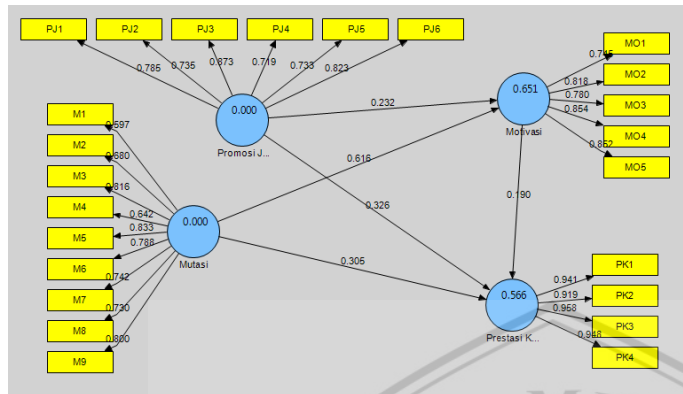 PJ1 PJ2 PJ3 PJ4 PJ5 PJ6
0.785 0.735 0.873 0.719 0.733 0.823
0.000
Promosi J...
0.651
Motivasi
MO1
0.745
MO2
0.818
MO3
0.780
MO4
0.854
MO5
0.862
0.232
0.616
0.326
0.190
0.305
M1
0.597
M2
0.680
M3
0.816
M4
0.642
M5
0.833
M6
0.788
M7
0.742
M8
0.730
M9
0.800
0.000
Mutasi
0.566
Prestasi K...
PK1
0.941
PK2
0.919
PK3
0.958
PK4
0.948